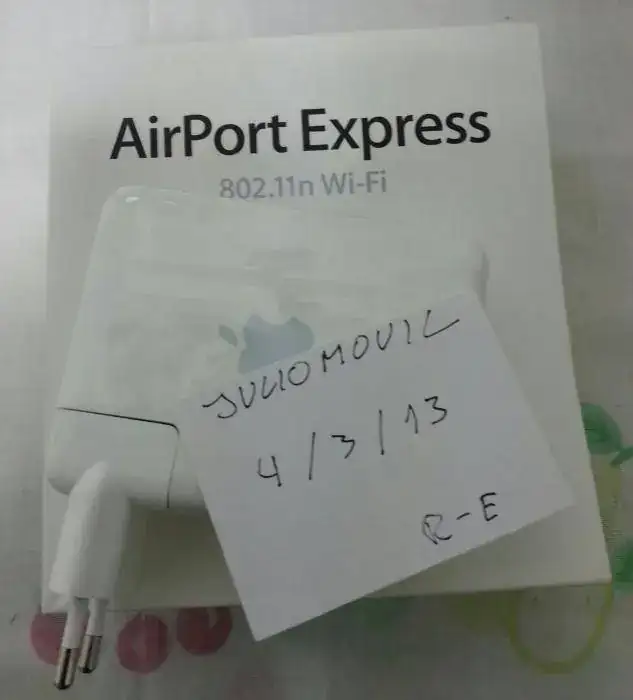 AirPort Express
802.11n Wi-Fi
JULIOMOVIL
4/3/13
R-E